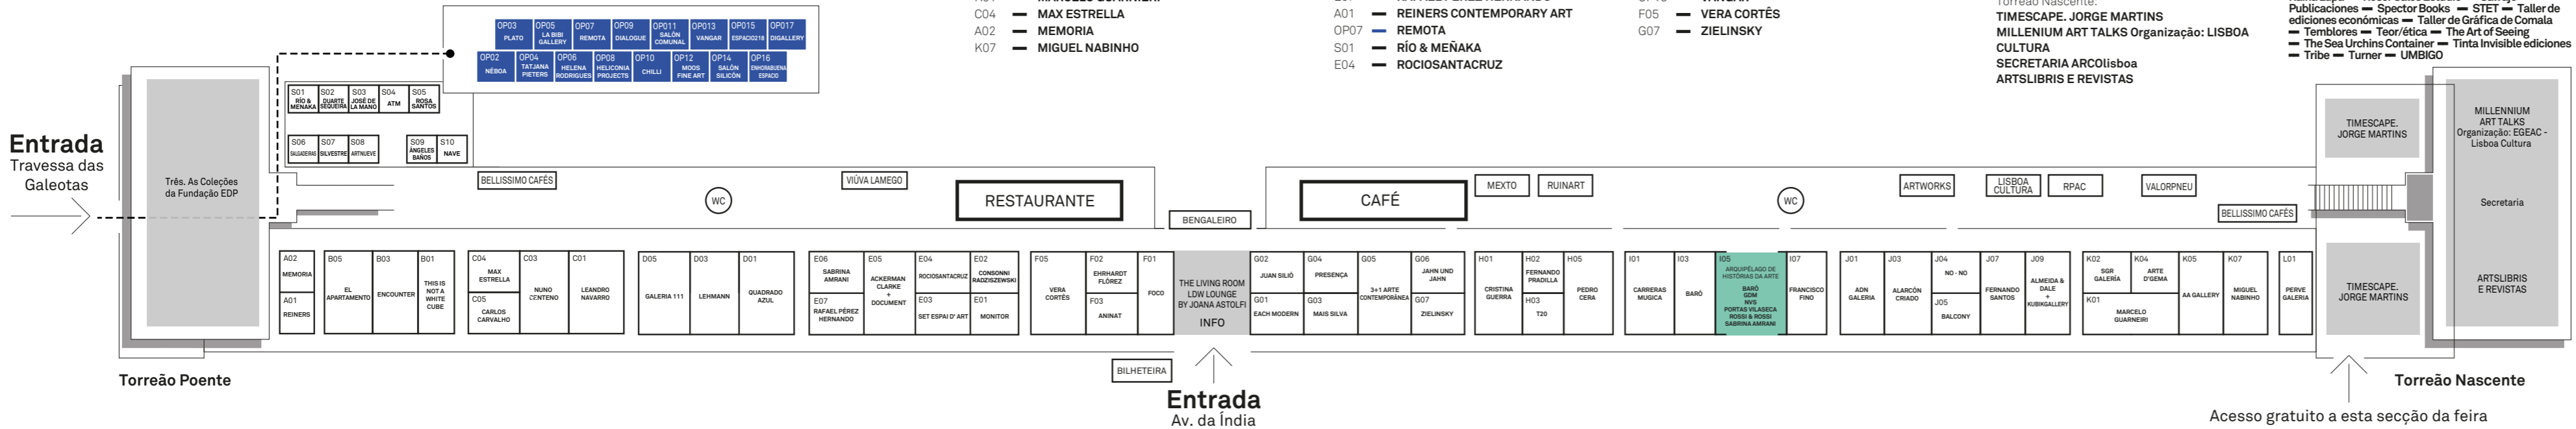 C04 — MAX ESTRELLA
A02 — MEMORIA
K07 — MIGUEL NABINHO
A01 — REINERS CONTEMPORARY ART
OP07 — REMOTA
S01 — RÍO & MEÑAKA
E04 — ROCIOSANTACRUZ
F05 — VERA CORTÊS
G07 — ZIELINSKY
Torreão Nascente:
TIMESCAPE. JORGE MARTINS
MILLENIUM ART TALKS Organização: LISBOA
CULTURA
SECRETARIA ARCOlisboa
ARTSLIBRIS E REVISTAS
Publicaciones — Spector Books — STET — Taller de
ediciones económicas — Taller de Gráfica de Comala
— Temblores — Teor/ética — The Art of Seeing
— The Sea Urchins Container — Tinta Invisible ediciones
— Tribe — Turner — UMBIGO
OP03
PLATO
OP05
LA BIBI
GALLERY
OP07
REMOTA
OP09
DIALOGUE
OP011
SALÓN
COMUNAL
OP013
VANGAR
OP015
ESPACIO218
OP017
DIGALLERY
OP02
NÉBOA
OP04
TATJANA
PIETERS
OP06
HELENA
RODRIGUES
OP08
HELICONIA
PROJECTS
OP10
CHILLI
OP12
MOOS
FINE ART
OP14
SALÓN
SILICÓN
OP16
ENHORABUENA
ESPACIO
S01
RÍO &
MEÑAKA
S02
DUARTE
SEQUEIRA
S03
JOSÉ DE
LA MANO
S04
ATM
S05
ROSA
SANTOS
S06
SALGADEIRAS
S07
SILVESTRE
S08
ARTNUEVE
S09
ÁNGELES
BAÑOS
S10
NAVE
Entrada
Travessa das
Galeotas
Três. As Coleções
da Fundação EDP
Torreão Poente
BELLISSIMO CAFÉS
WC
VIÚVA LAMEGO
RESTAURANTE
BENGALEIRO
CAFÉ
MEXTO
RUINART
WC
ARTWORKS
LISBOA
CULTURA
RPAC
VALORPNEU
BELLISSIMO CAFÉS
TIMESCAPE.
JORGE MARTINS
MILLENNIUM
ART TALKS
Organização: EGEAC -
Lisboa Cultura
Secretaria
ARTSLIBRIS
E REVISTAS
TIMESCAPE.
JORGE MARTINS
A02
MEMORIA
A01
REINERS
B05
EL
APARTAMENTO
B03
ENCOUNTER
B01
THIS IS
NOT A
WHITE
CUBE
C04
MAX
ESTRELLA
C05
CARLOS
CARVALHO
C03
NUNO
CENTENO
C01
LEANDRO
NAVARRO
D05
GALERIA 111
D03
LEHMANN
D01
QUADRADO
AZUL
E06
SABRINA
AMRANI
E07
RAFAEL PÉREZ
HERNANDO
E05
ACKERMAN
CLARKE
+
DOCUMENT
E04
ROCIOSANTACRUZ
E03
SET ESPAI D' ART
E02
CONSONNI
RADZISZEWSKI
E01
MONITOR
F05
VERA
CORTÊS
F02
EHRHARDT
FLÓREZ
F03
ANINAT
F01
FOCO
THE LIVING ROOM
LDW LOUNGE
BY JOANA ASTOLFI
INFO
G02
JUAN SILIÓ
G01
EACH MODERN
G04
PRESENÇA
G03
MAIS SILVA
G05
3+1 ARTE
CONTEMPORÂNEA
G06
JAHN UND
JAHN
G07
ZIELINSKY
H01
CRISTINA
GUERRA
H02
FERNANDO
PRADILLA
H03
T20
H05
PEDRO
CERA
I01
CARRERAS
MUGICA
I03
BARÓ
I05
ARQUIPÉLAGO DE
HISTÓRIAS DA ARTE
BARÓ
GDM
NVS
PORTAS VILASECA
ROSSI & ROSSI
SABRINA AMRANI
I07
FRANCISCO
FINO
J01
ADN
GALERIA
J03
ALARCÓN
CRIADO
J04
NO - NO
J05
BALCONY
J07
FERNANDO
SANTOS
J09
ALMEIDA &
DALE
+
KUBIKGALLERY
K02
SGR
GALERÍA
K04
ARTE
D'GEMA
K01
MARCELO
GUARNEIRI
K05
AA GALLERY
K07
MIGUEL
NABINHO
L01
PERVE
GALERIA
BILHETEIRA
Entrada
Av. da Índia
Torreão Nascente
Acesso gratuito a esta secção da feira